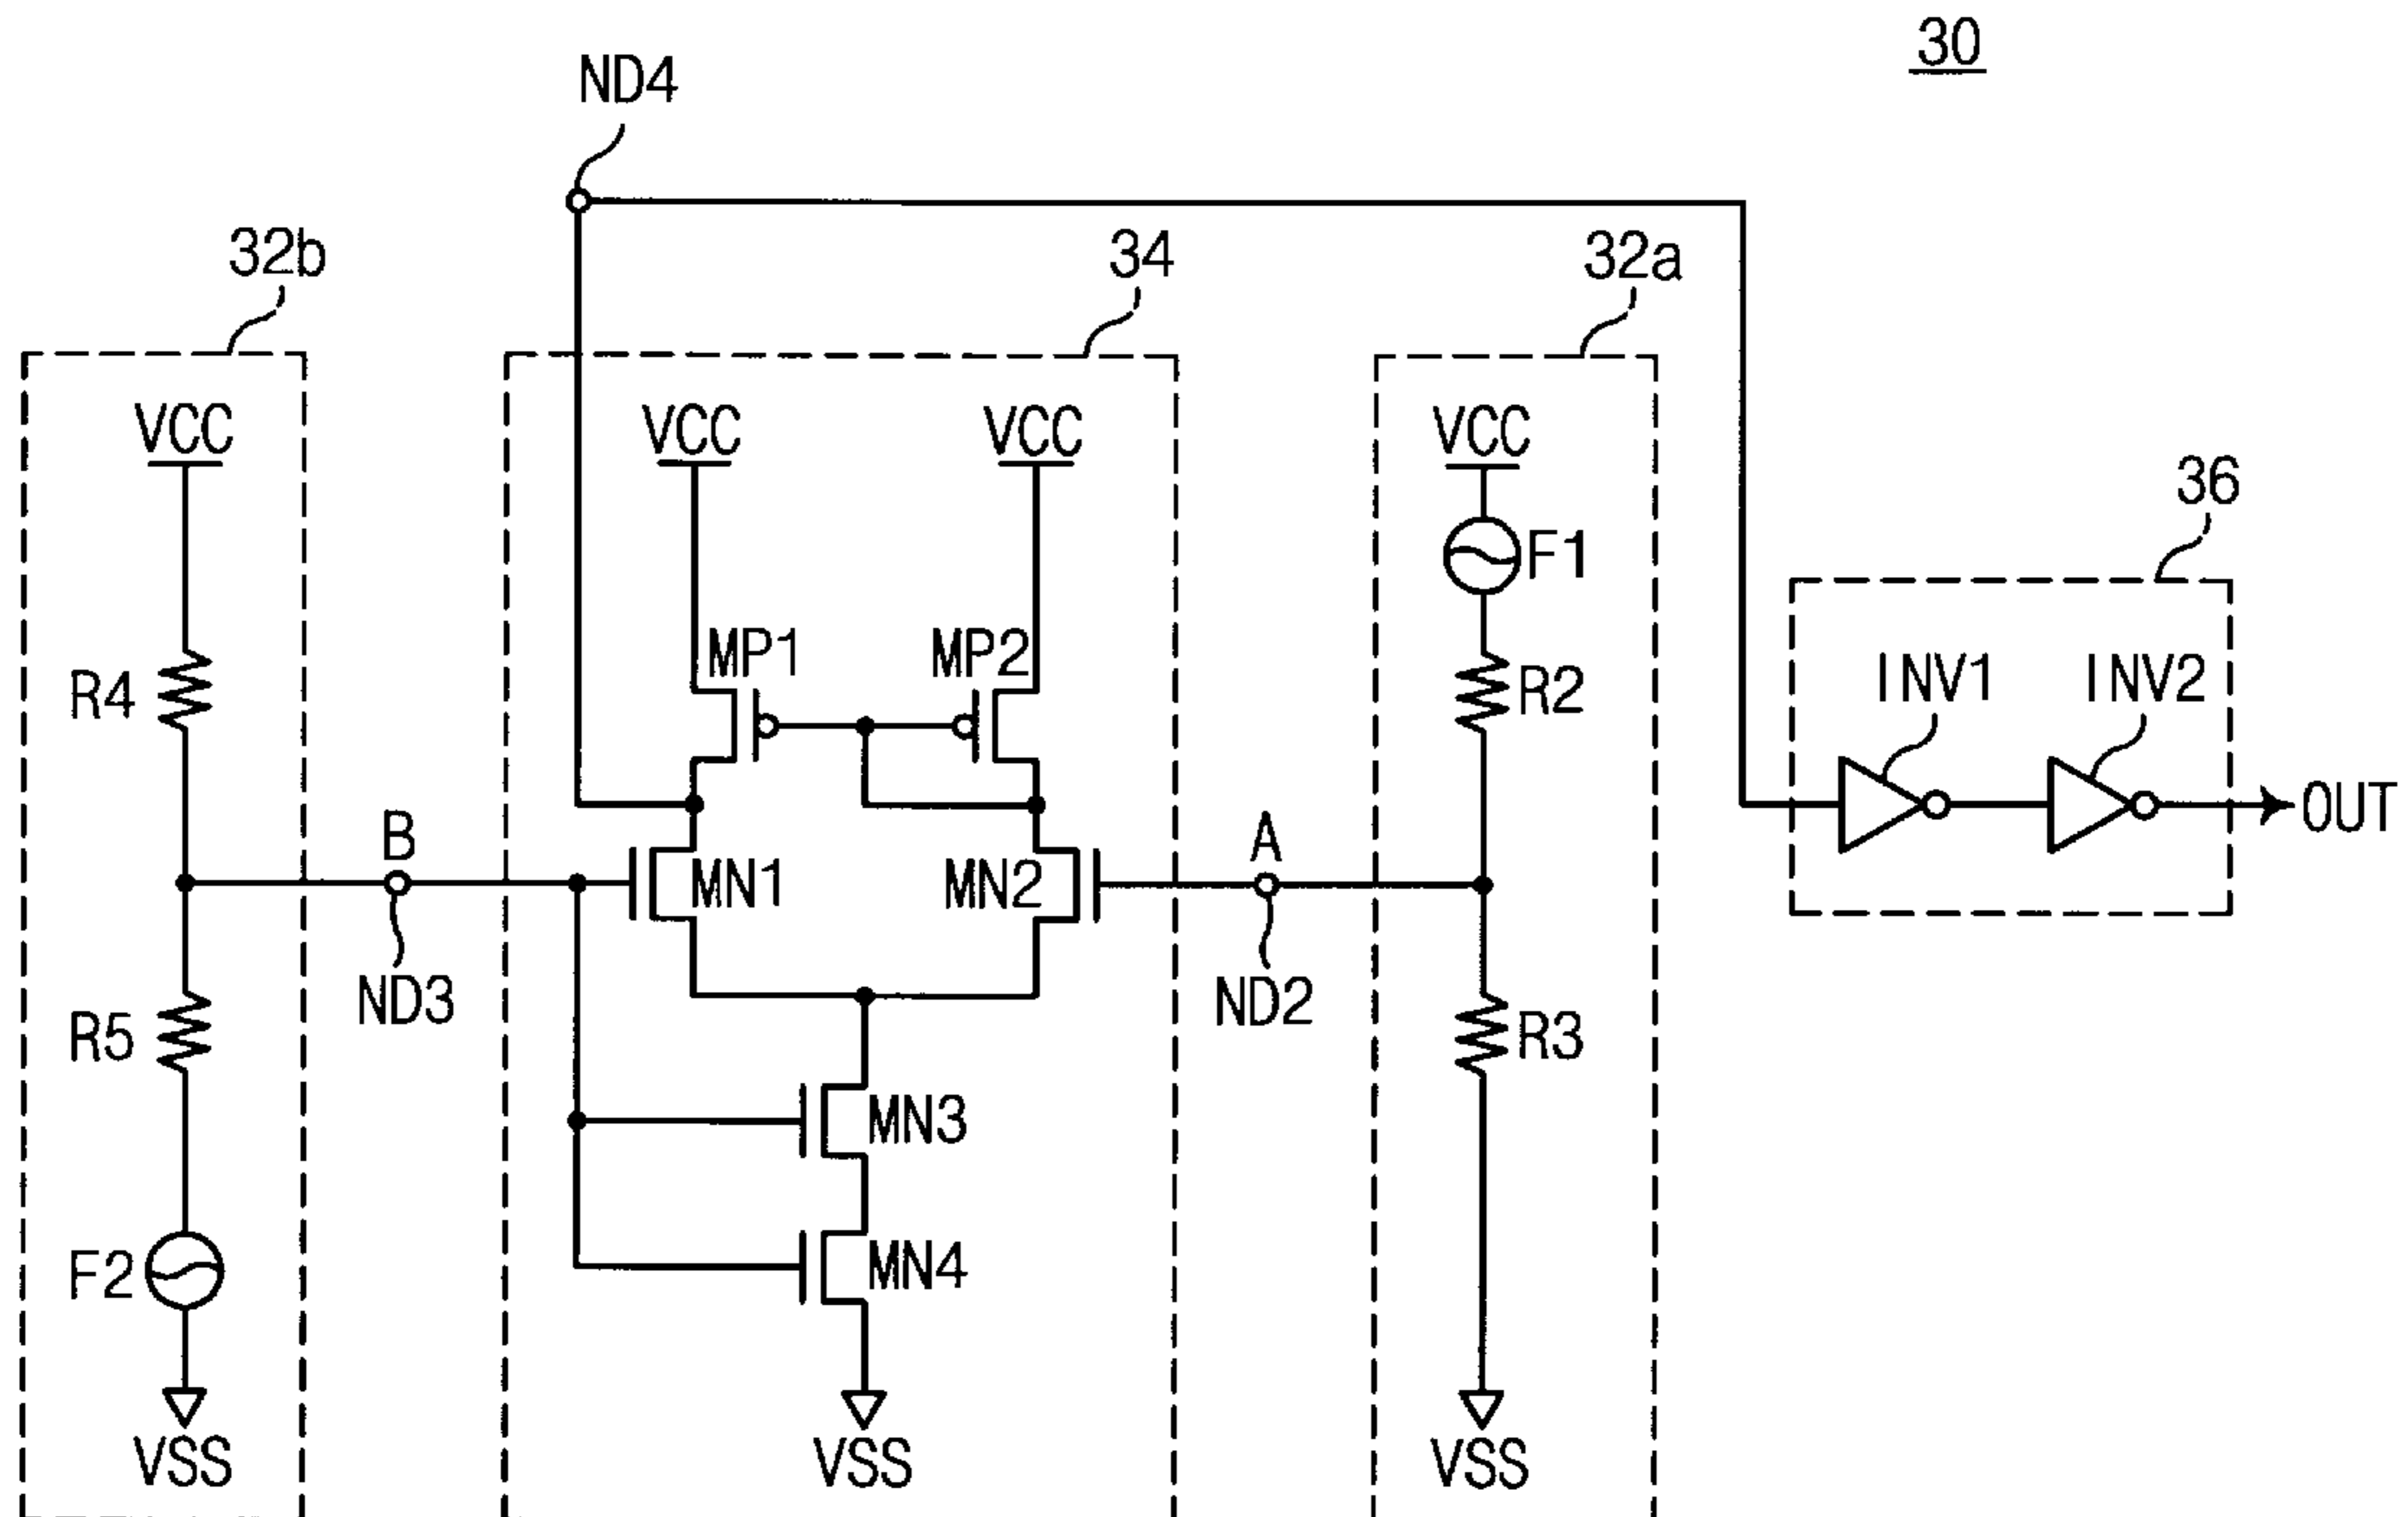 30
ND4
32b
34
32a
VCC
VCC
VCC
VCC
F1
36
MP1
MP2
R4
R2
INV1
INV2
B
A
OUT
MN1
MN2
ND3
ND2
R5
R3
MN3
F2
MN4
VSS
VSS
VSS